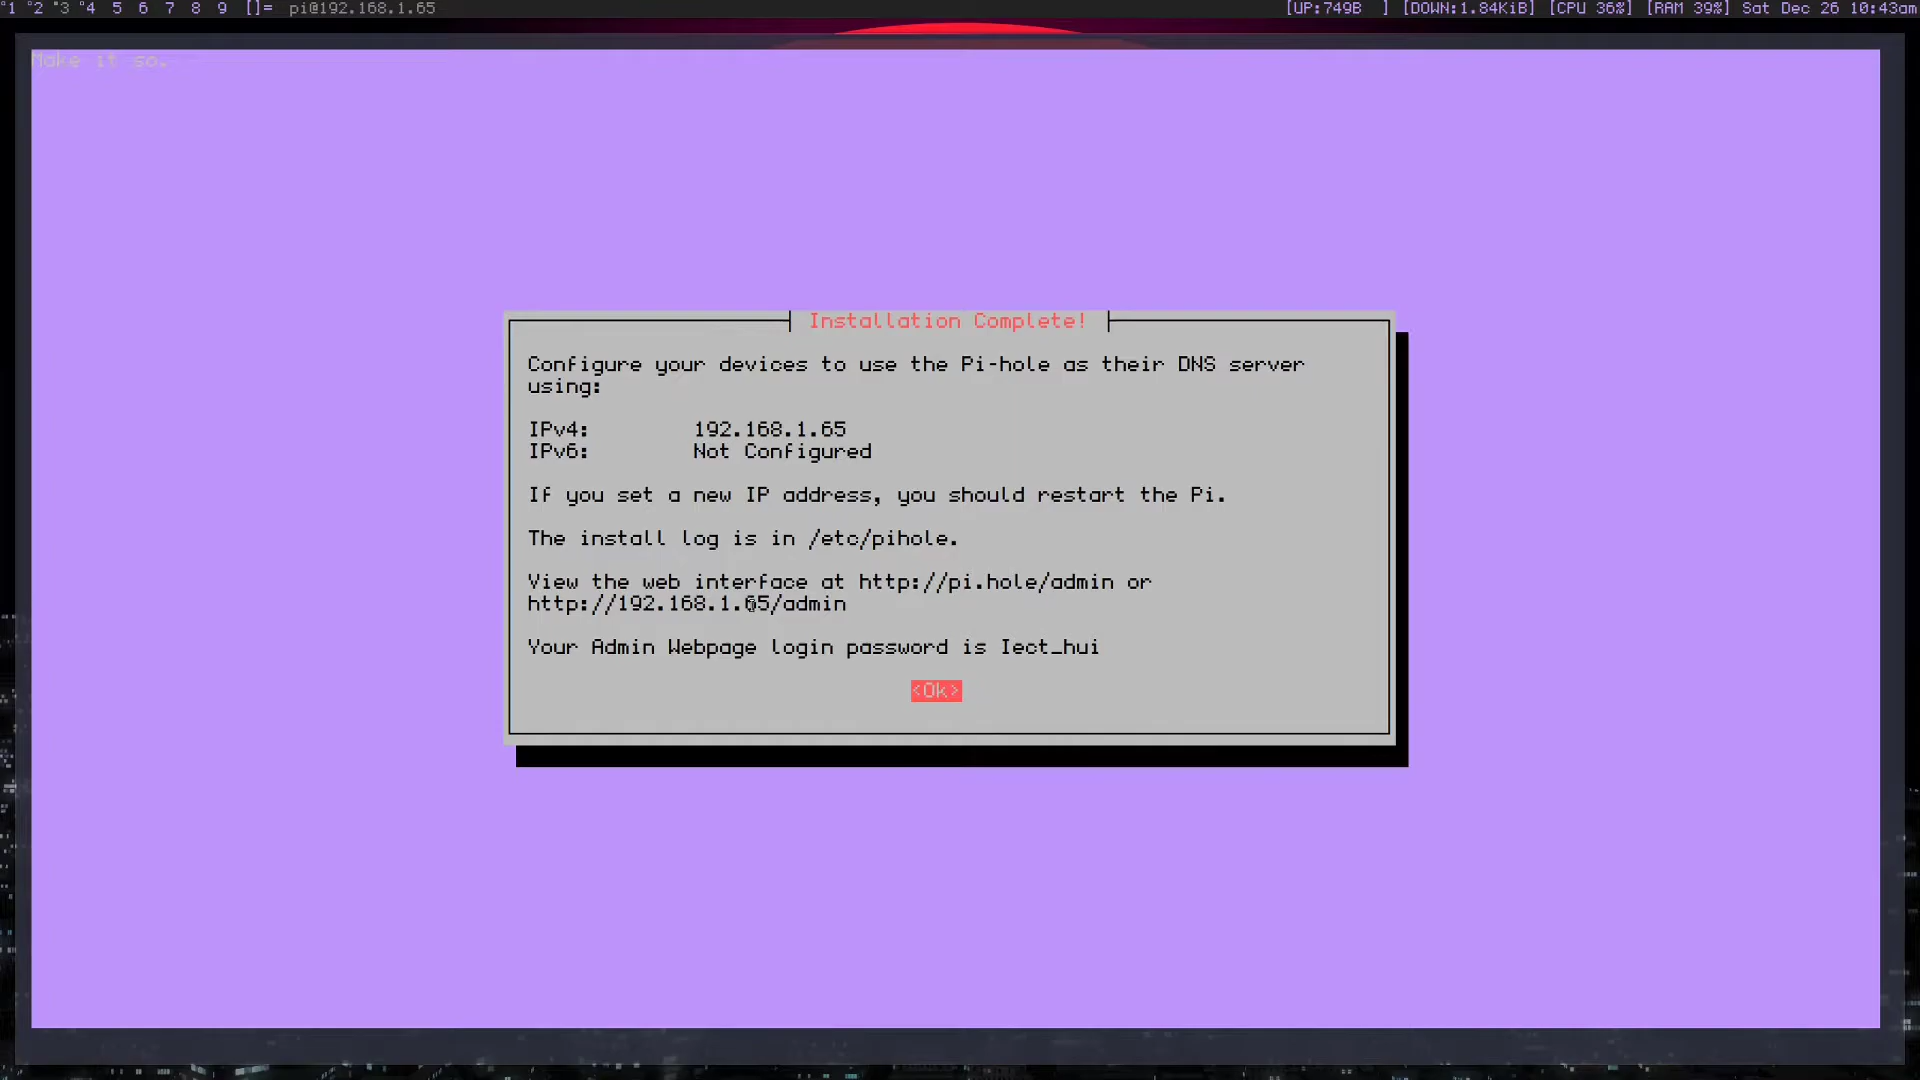 °1 °2 °3 °4 5 6 7 8 9 []= pi@192.168.1.65 [UP:749B ] [DOWN:1.84KiB] [CPU 36%] [RAM 39%] Sat Dec 26 10:43am
Make it so.
Installation Complete!
Configure your devices to use the Pi-hole as their DNS server
using:
IPv4: 192.168.1.65
IPv6: Not Configured
If you set a new IP address, you should restart the Pi.
The install log is in /etc/pihole.
View the web interface at http://pi.hole/admin or
http://192.168.1.65/admin
Your Admin Webpage login password is Iect_hui
<Ok>